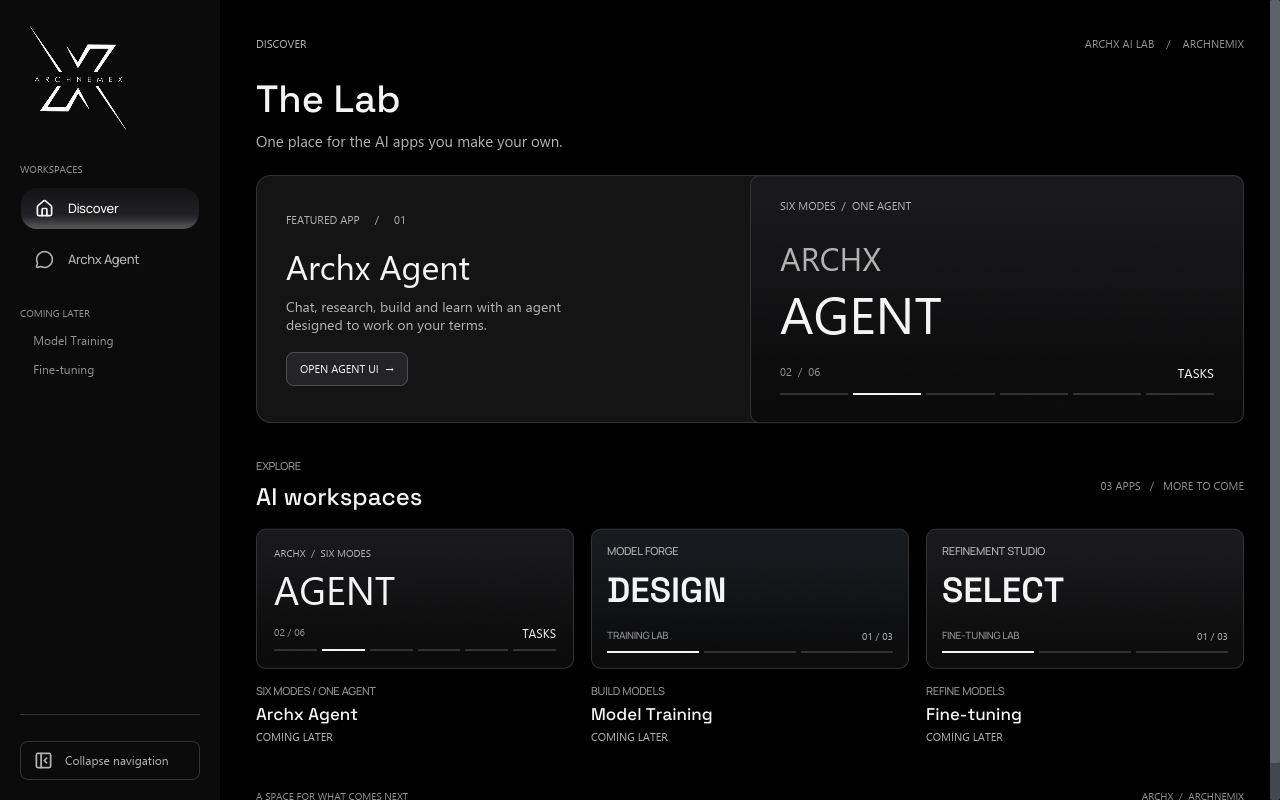 ARCHNEMEX
WORKSPACES
Discover
Archx Agent
COMING LATER
Model Training
Fine-tuning
Collapse navigation
DISCOVER
ARCHX AI LAB / ARCHNEMIX
The Lab
One place for the AI apps you make your own.
FEATURED APP / 01
Archx Agent
Chat, research, build and learn with an agent
designed to work on your terms.
OPEN AGENT UI →
SIX MODES / ONE AGENT
ARCHX
AGENT
02 / 06
TASKS
EXPLORE
AI workspaces
03 APPS / MORE TO COME
ARCHX / SIX MODES
AGENT
02 / 06
TASKS
SIX MODES / ONE AGENT
Archx Agent
COMING LATER
MODEL FORGE
DESIGN
TRAINING LAB
01 / 03
BUILD MODELS
Model Training
COMING LATER
REFINEMENT STUDIO
SELECT
FINE-TUNING LAB
01 / 03
REFINE MODELS
Fine-tuning
COMING LATER
A SPACE FOR WHAT COMES NEXT
ARCHX / ARCHNEMIX